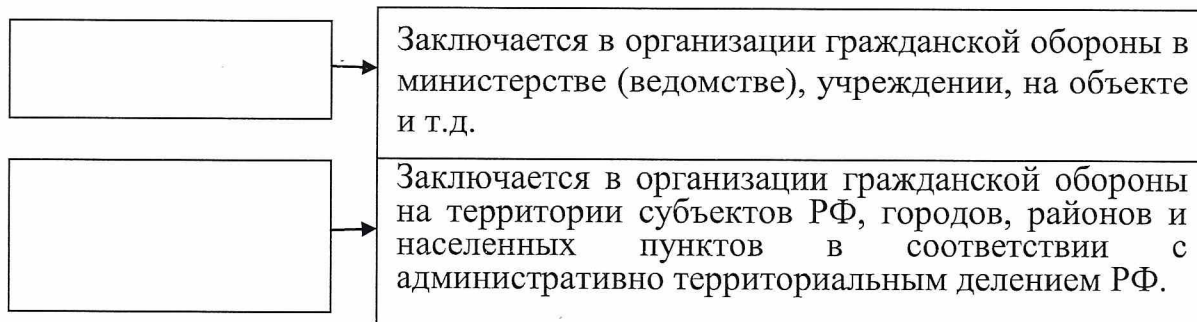 Заключается в организации гражданской обороны в
министерстве (ведомстве), учреждении, на объекте
и т.д.
Заключается в организации гражданской обороны
на территории субъектов РФ, городов, районов и
населенных пунктов в соответствии с
административно территориальным делением РФ.